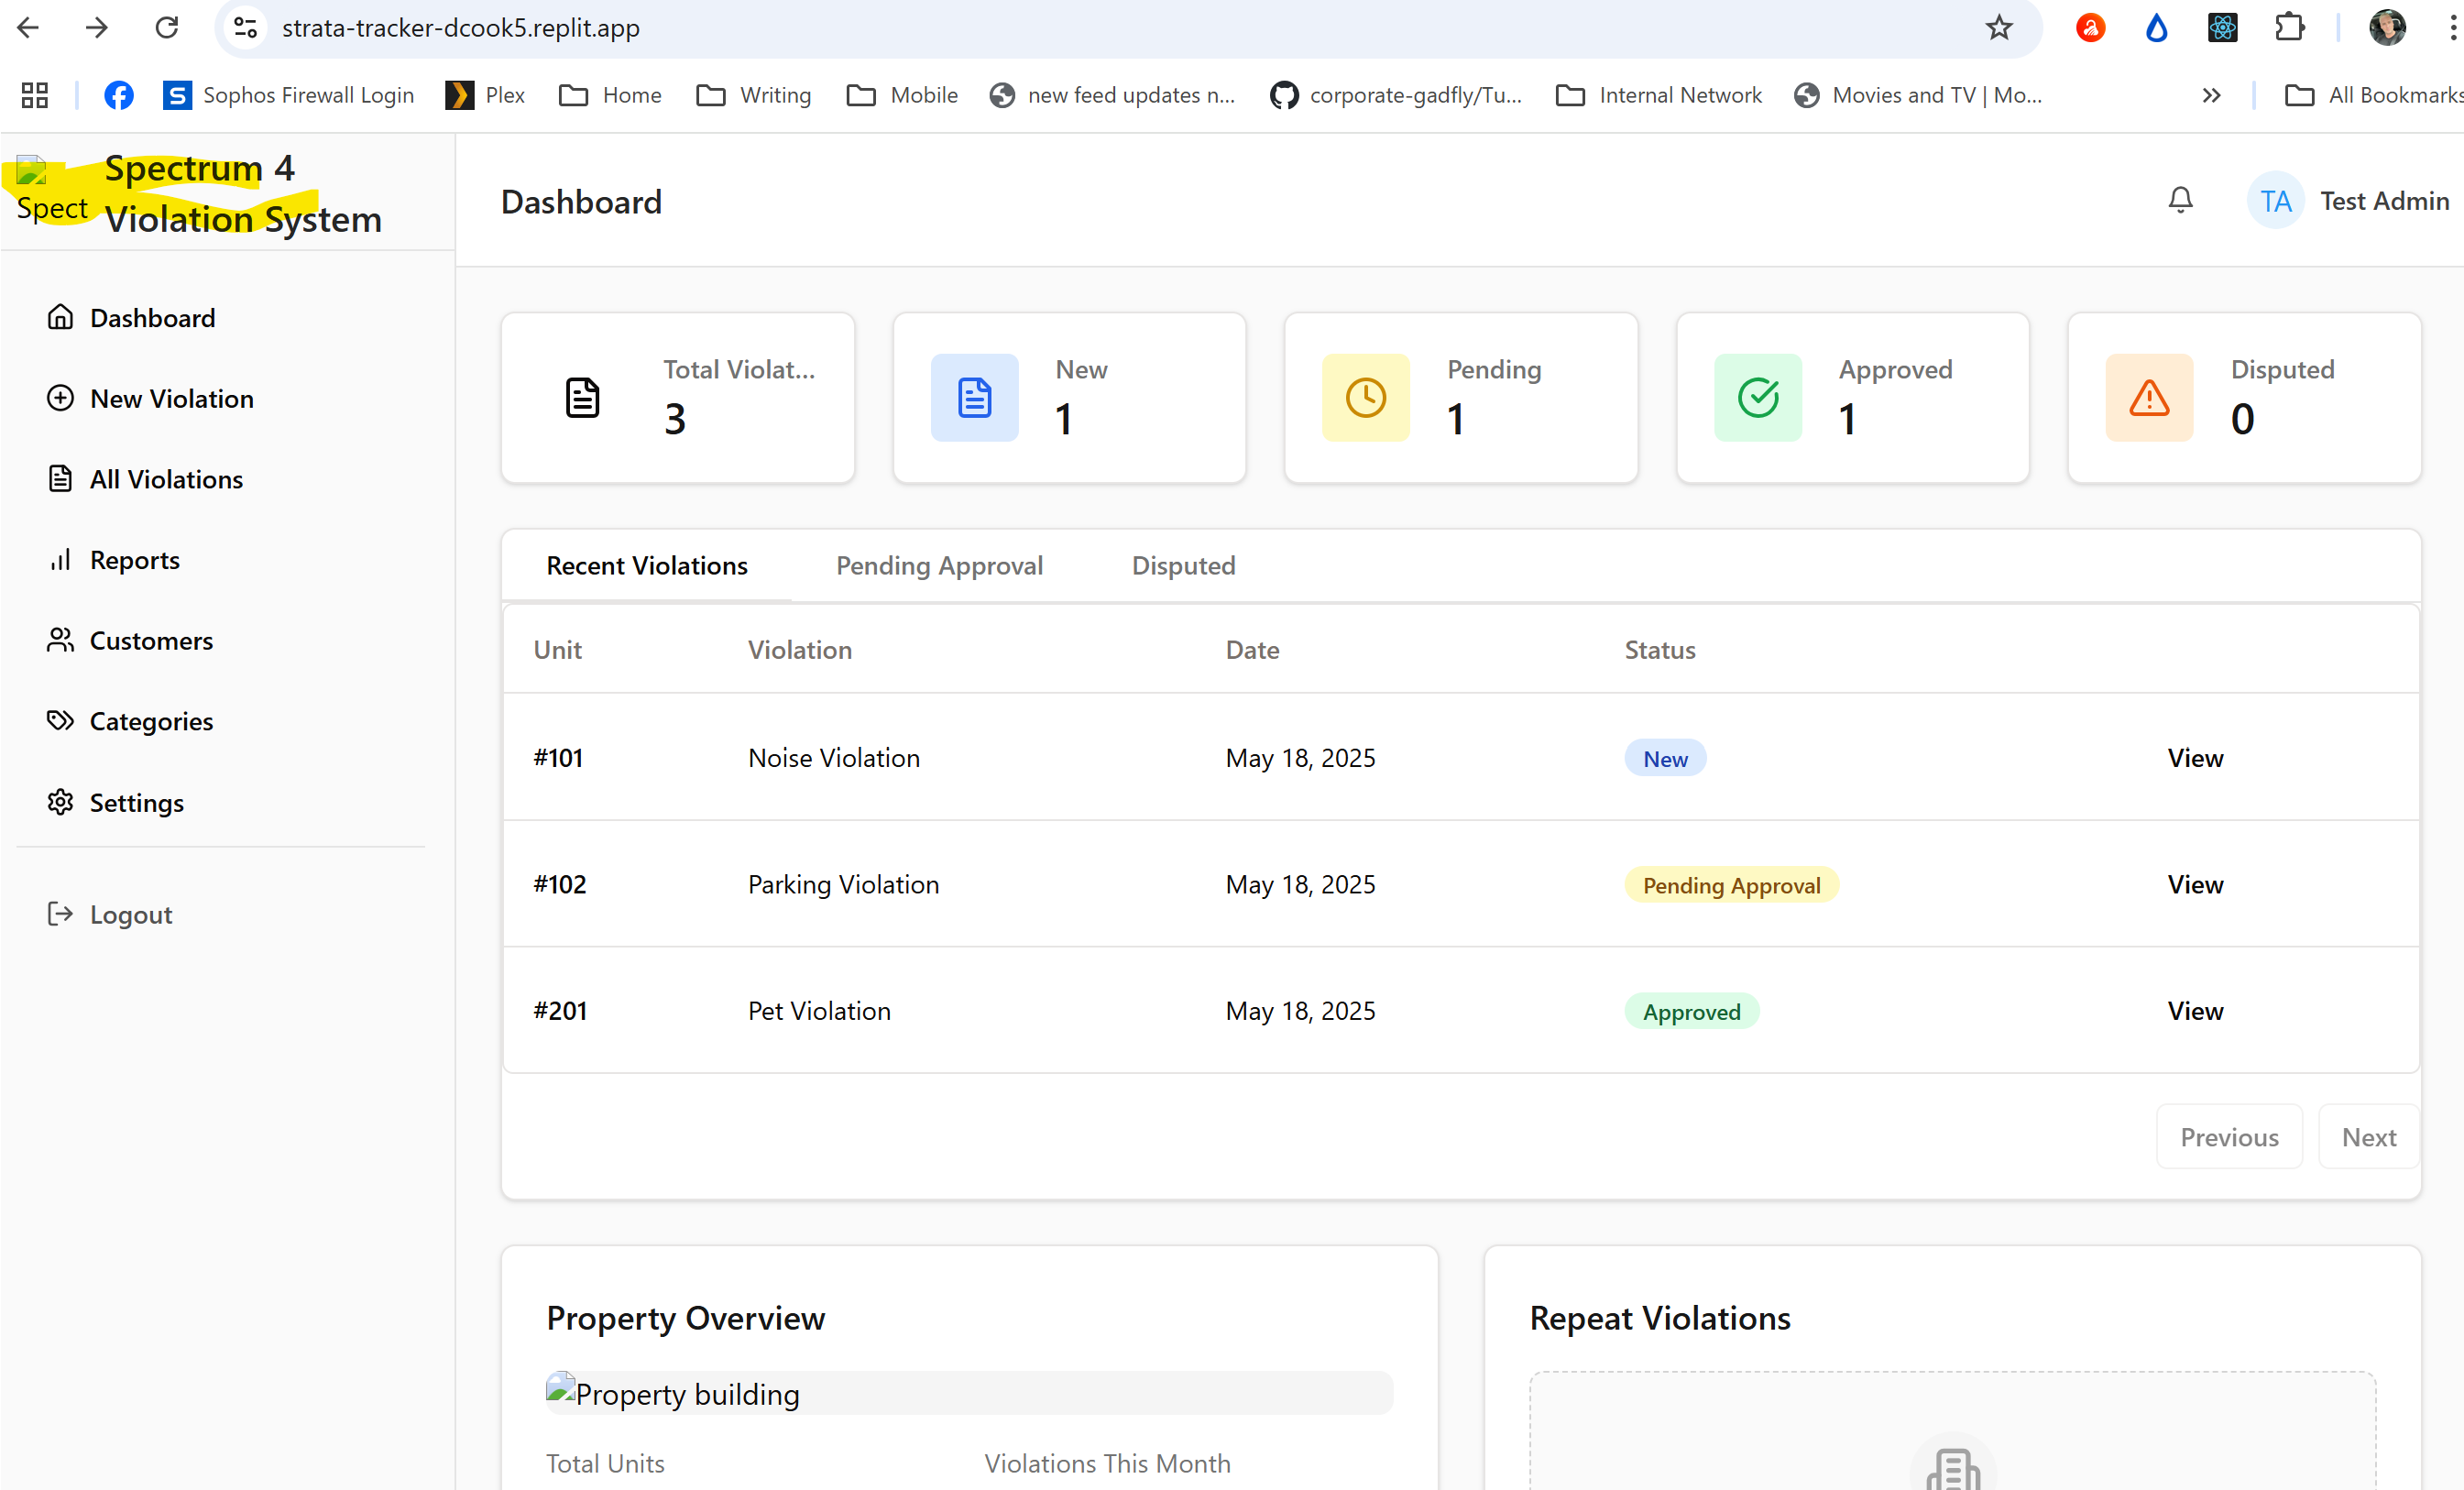 strata-tracker-dcook5.replit.app
Sophos Firewall Login
Plex
Home
Writing
Mobile
new feed updates n...
corporate-gadfly/Tu...
Internal Network
Movies and TV | Mo...
All Bookmarks
Spect
Spectrum 4
Violation System
Dashboard
New Violation
All Violations
Reports
Customers
Categories
Settings
Logout
Dashboard
TA Test Admin
Total Violat...
3
New
1
Pending
1
Approved
1
Disputed
0
Recent Violations Pending Approval Disputed
Unit Violation Date Status
#101 Noise Violation May 18, 2025 New View
#102 Parking Violation May 18, 2025 Pending Approval View
#201 Pet Violation May 18, 2025 Approved View
Previous Next
Property Overview
Property building
Total Units Violations This Month
Repeat Violations